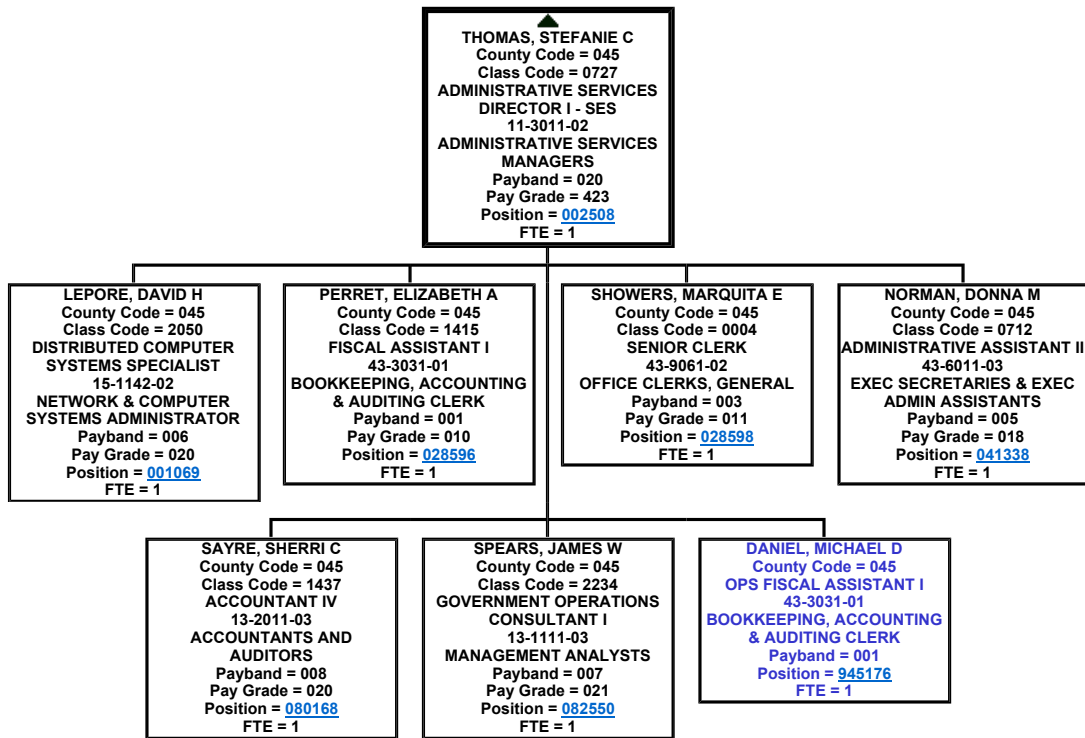 THOMAS, STEFANIE C
County Code = 045
Class Code = 0727
ADMINISTRATIVE SERVICES
DIRECTOR I - SES
11-3011-02
ADMINISTRATIVE SERVICES
MANAGERS
Payband = 020
Pay Grade = 423
Position = 002508
FTE = 1
LEPORE, DAVID H
County Code = 045
Class Code = 2050
DISTRIBUTED COMPUTER
SYSTEMS SPECIALIST
15-1142-02
NETWORK & COMPUTER
SYSTEMS ADMINISTRATOR
Payband = 006
Pay Grade = 020
Position = 001069
FTE = 1
PERRET, ELIZABETH A
County Code = 045
Class Code = 1415
FISCAL ASSISTANT I
43-3031-01
BOOKKEEPING, ACCOUNTING
& AUDITING CLERK
Payband = 001
Pay Grade = 010
Position = 028596
FTE = 1
SHOWERS, MARQUITA E
County Code = 045
Class Code = 0004
SENIOR CLERK
43-9061-02
OFFICE CLERKS, GENERAL
Payband = 003
Pay Grade = 011
Position = 028598
FTE = 1
NORMAN, DONNA M
County Code = 045
Class Code = 0712
ADMINISTRATIVE ASSISTANT II
43-6011-03
EXEC SECRETARIES & EXEC
ADMIN ASSISTANTS
Payband = 005
Pay Grade = 018
Position = 041338
FTE = 1
SAYRE, SHERRI C
County Code = 045
Class Code = 1437
ACCOUNTANT IV
13-2011-03
ACCOUNTANTS AND
AUDITORS
Payband = 008
Pay Grade = 020
Position = 080168
FTE = 1
SPEARS, JAMES W
County Code = 045
Class Code = 2234
GOVERNMENT OPERATIONS
CONSULTANT I
13-1111-03
MANAGEMENT ANALYSTS
Payband = 007
Pay Grade = 021
Position = 082550
FTE = 1
DANIEL, MICHAEL D
County Code = 045
OPS FISCAL ASSISTANT I
43-3031-01
BOOKKEEPING, ACCOUNTING
& AUDITING CLERK
Payband = 001
Position = 945176
FTE = 1